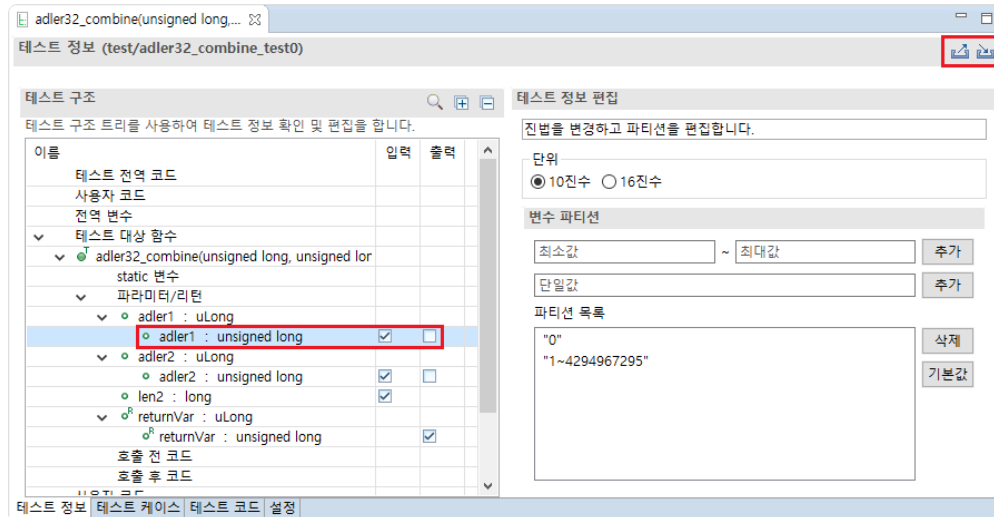 adler32_combine(unsigned long,...
테스트 정보 (test/adler32_combine_test0)
테스트 구조
테스트 구조 트리를 사용하여 테스트 정보 확인 및 편집을 합니다.
이름 입력 출력
테스트 전역 코드
사용자 코드
전역 변수
테스트 대상 함수
adler32_combine(unsigned long, unsigned lor
static 변수
파라미터/리턴
adler1 : uLong
adler1 : unsigned long
adler2 : uLong
adler2 : unsigned long
len2 : long
returnVar : uLong
returnVar : unsigned long
호출 전 코드
호출 후 코드
사용자 코드
테스트 정보 편집
진법을 변경하고 파티션을 편집합니다.
단위
10진수 16진수
변수 파티션
최소값 ~ 최대값 추가
단일값 추가
파티션 목록
"0"
"1~4294967295"
삭제
기본값
테스트 정보 테스트 케이스 테스트 코드 설정